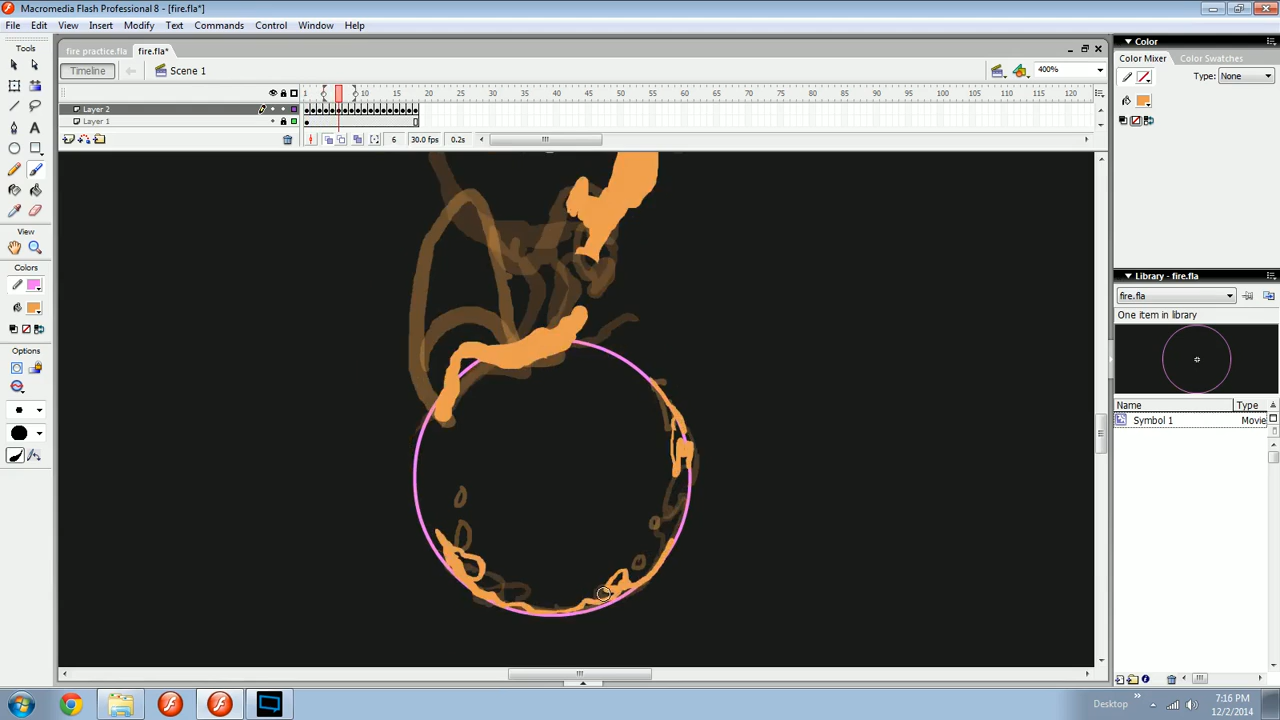 Macromedia Flash Professional 8 - [fire.fla*]
File Edit View Insert Modify Text Commands Control Window Help
Tools
View
Colors
Options
fire practice.fla fire.fla*
Timeline Scene 1 400%
1 5 10 15 20 25 30 35 40 45 50 55 60 65 70 75 80 85 90 95 100 105 110 115 120
Layer 2
Layer 1
6 30.0 fps 0.2s
Color
Color Mixer Color Swatches
Type: None
Library - fire.fla
fire.fla
One item in library
Name Type
Symbol 1 Movie
Desktop » 7:16 PM
12/2/2014